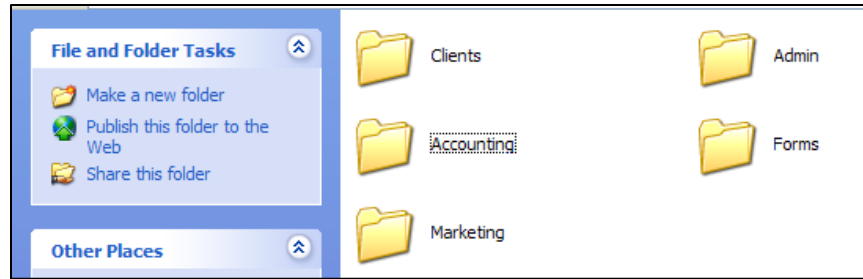 File and Folder Tasks
Make a new folder
Publish this folder to the
Web
Share this folder
Other Places
Clients
Admin
Accounting
Forms
Marketing